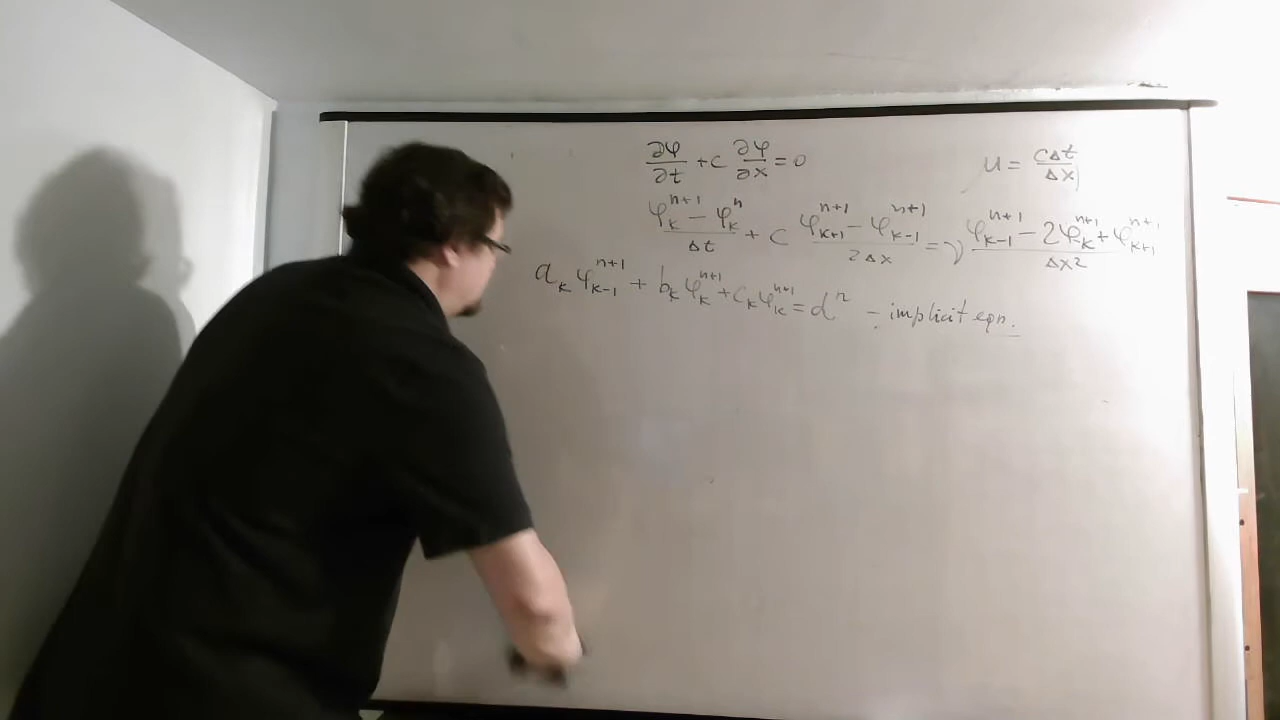 ∂φ/∂t + c ∂φ/∂x = 0 u = cΔt/Δx
(φ_k^{n+1} − φ_k^n)/Δt + c (φ_{k+1}^{n+1} − φ_{k−1}^{n+1})/2Δx = ν (φ_{k−1}^{n+1} − 2φ_k^{n+1} + φ_{k+1}^{n+1})/Δx²
a_k φ_{k−1}^{n+1} + b_k φ_k^{n+1} + c_k φ_k^{n+1} = d^n – implicit eqn.